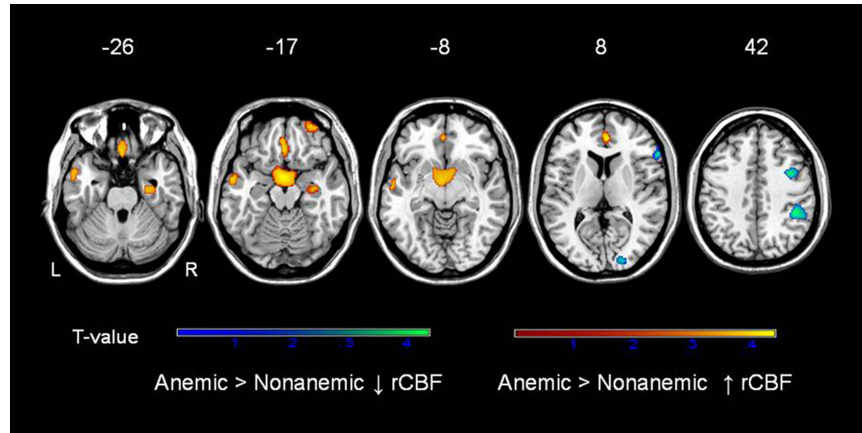 -26 -17 -8 8 42
L R
T-value
1 2 3 4 1 2 3 4
Anemic > Nonanemic ↓ rCBF Anemic > Nonanemic ↑ rCBF